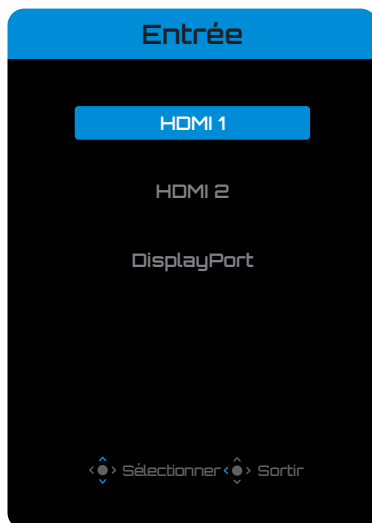 Entrée
HDMI 1
HDMI 2
DisplayPort
Sélectionner Sortir